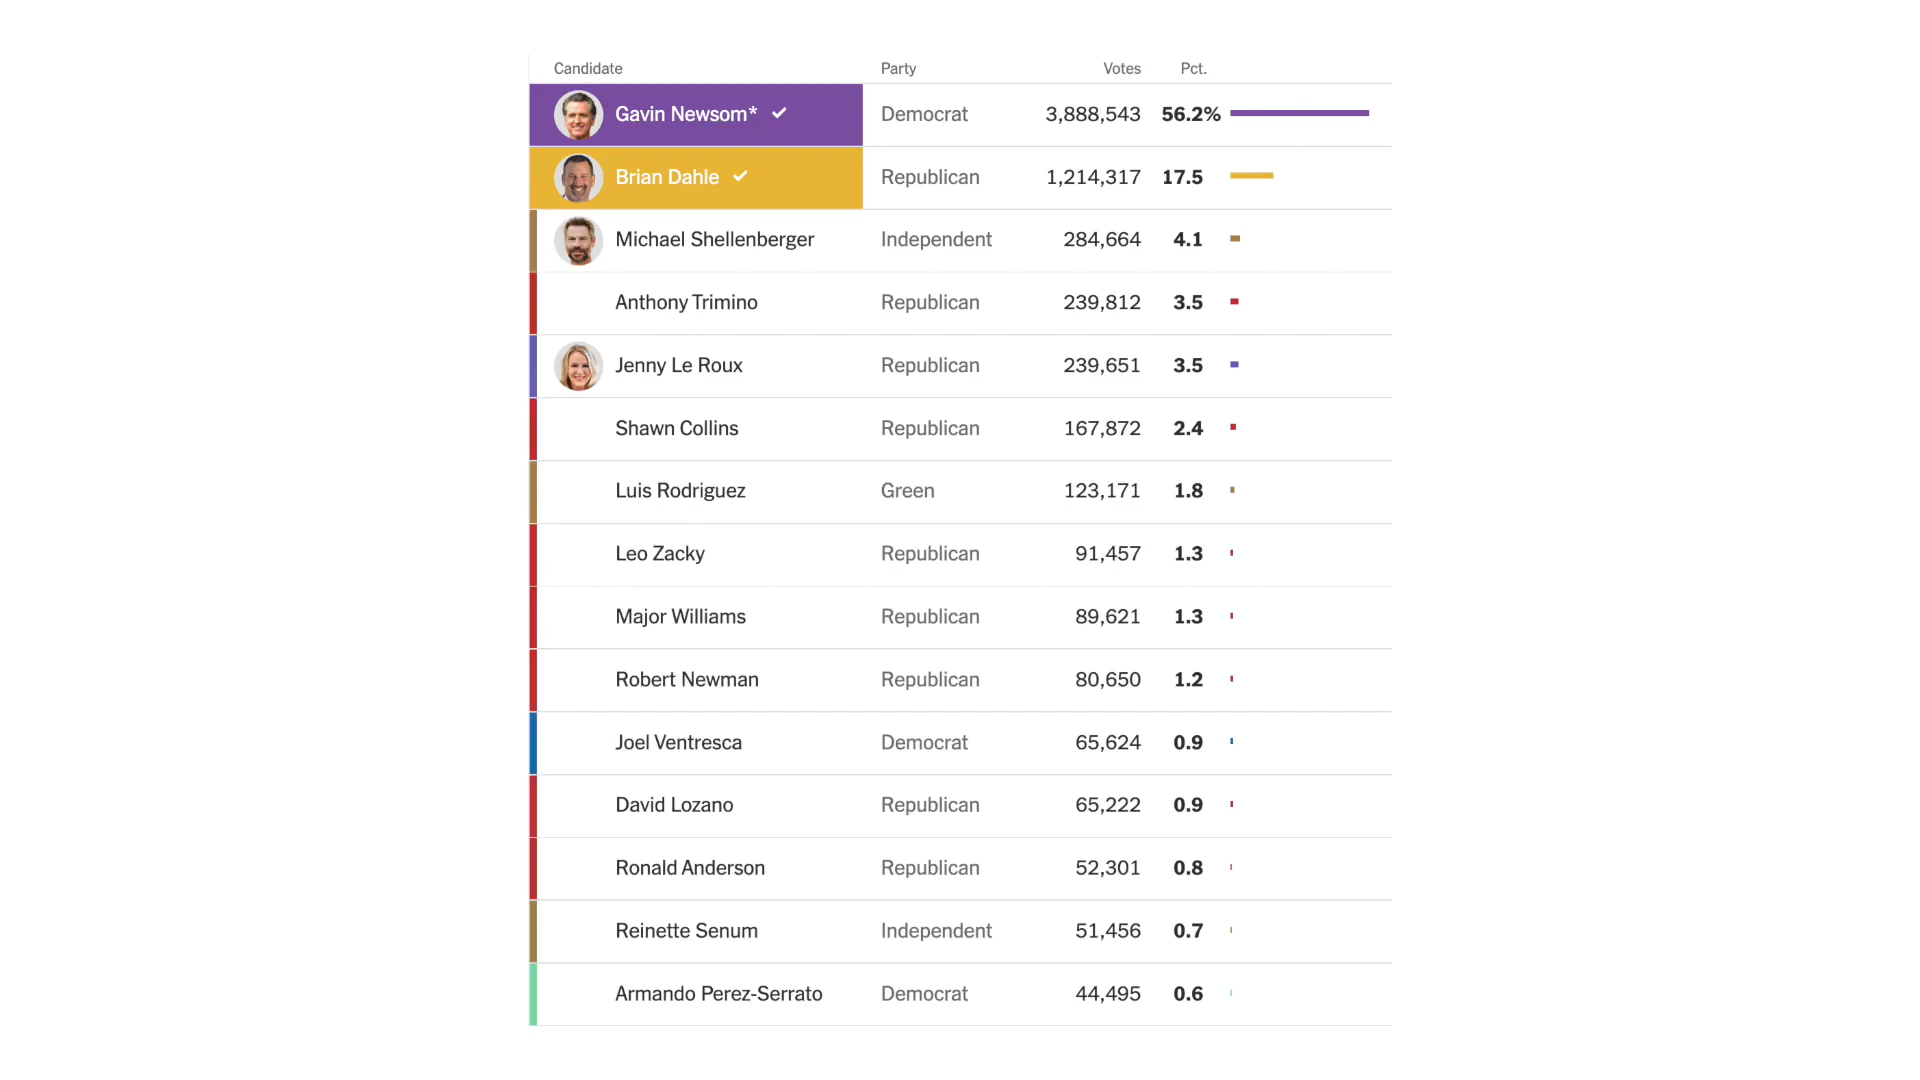 Candidate Party Votes Pct.
Gavin Newsom* ✓ Democrat 3,888,543 56.2%
Brian Dahle ✓ Republican 1,214,317 17.5
Michael Shellenberger Independent 284,664 4.1
Anthony Trimino Republican 239,812 3.5
Jenny Le Roux Republican 239,651 3.5
Shawn Collins Republican 167,872 2.4
Luis Rodriguez Green 123,171 1.8
Leo Zacky Republican 91,457 1.3
Major Williams Republican 89,621 1.3
Robert Newman Republican 80,650 1.2
Joel Ventresca Democrat 65,624 0.9
David Lozano Republican 65,222 0.9
Ronald Anderson Republican 52,301 0.8
Reinette Senum Independent 51,456 0.7
Armando Perez-Serrato Democrat 44,495 0.6